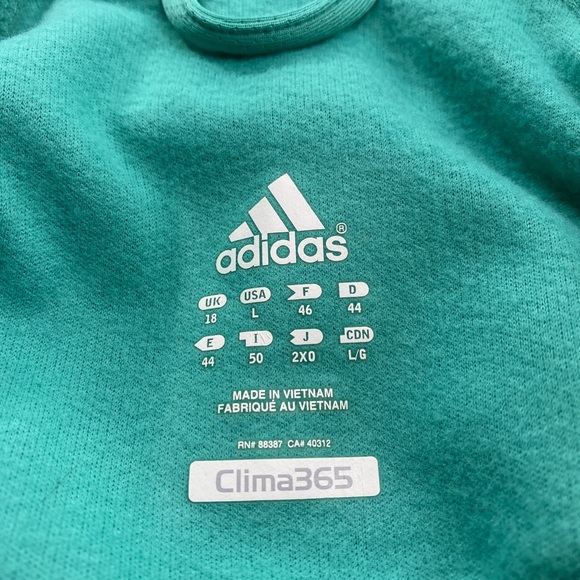 adidas®
UK USA F D
18 L 46 44
E I J CDN
44 50 2XO L/G
MADE IN VIETNAM
FABRIQUÉ AU VIETNAM
RN# 88387 CA# 40312
Clima365